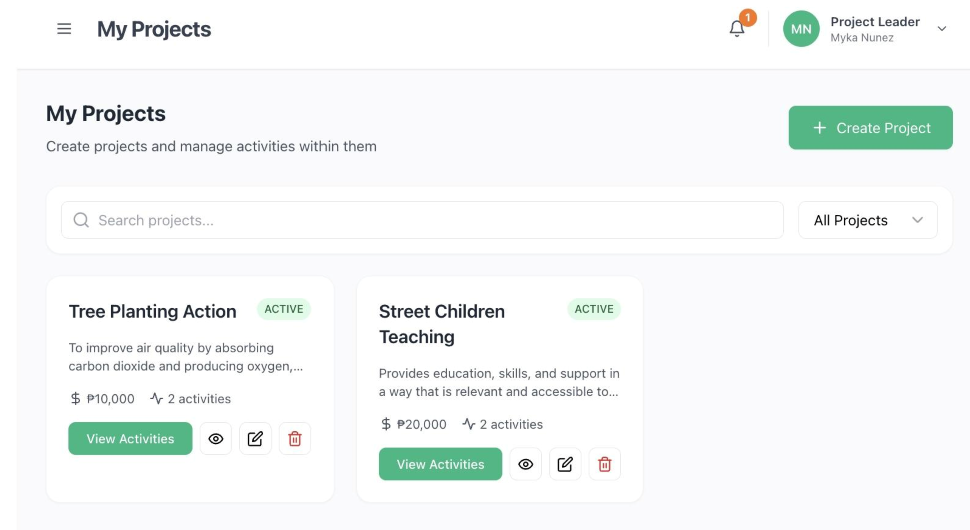 My Projects
1
MN
Project Leader
Myka Nunez
My Projects
Create projects and manage activities within them
+ Create Project
Search projects...
All Projects
Tree Planting Action
ACTIVE
To improve air quality by absorbing
carbon dioxide and producing oxygen,...
$ ₱10,000 2 activities
View Activities
Street Children
Teaching
ACTIVE
Provides education, skills, and support in
a way that is relevant and accessible to...
$ ₱20,000 2 activities
View Activities